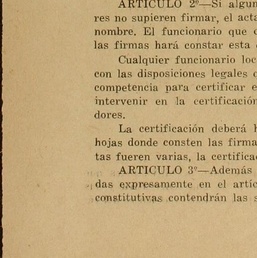 ARTICULO 2º—Si algun
res no supieren firmar, el acta
nombre. El funcionario que
las firmas hará constar esta
Cualquier funcionario loc
con las disposiciones legales
competencia para certificar
intervenir en la certificación
dores.
La certificación deberá
hojas donde consten las firma
tas fueren varias, la certificac
ARTICULO 3º—Además
das expresamente en el artíc
constitutivas contendrán las s